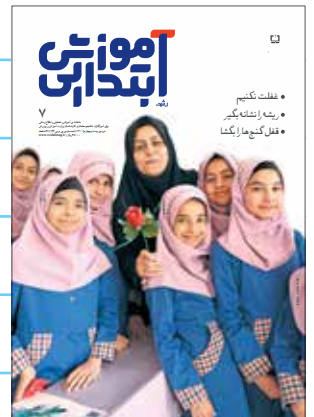 آموزش
ابتدایی
رشد
۷
• غفلت نکنیم
• ریشه را نشانه بگیر
• قفل گنج‌ها را بگشا